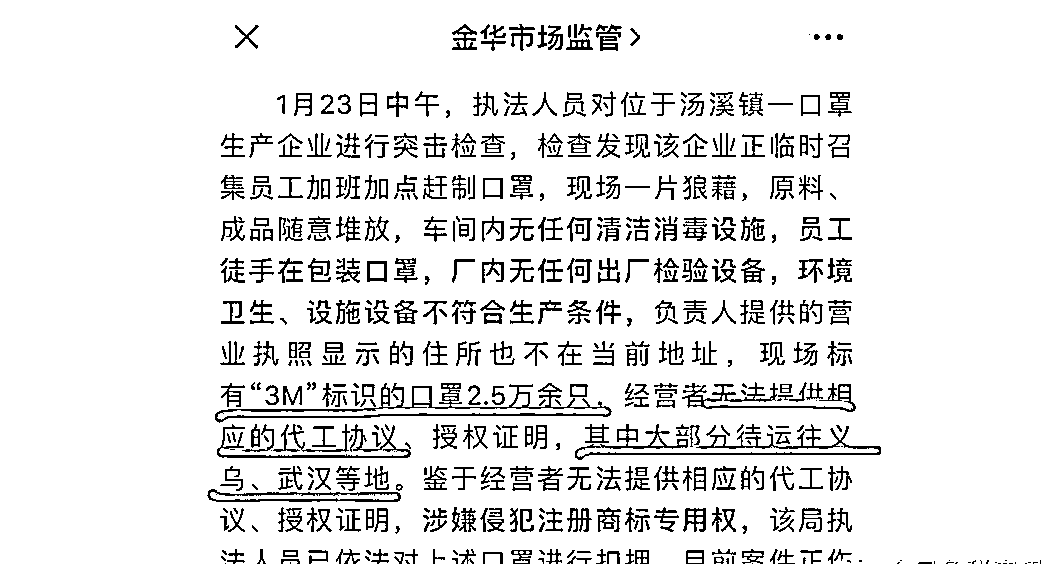 金华市场监管
1月23日中午，执法人员对位于汤溪镇一口罩
生产企业进行突击检查，检查发现该企业正临时召
集员工加班加点赶制口罩，现场一片狼藉，原料、
成品随意堆放，车间内无任何清洁消毒设施，员工
徒手在包装口罩，厂内无任何出厂检验设备，环境
卫生、设施设备不符合生产条件，负责人提供的营
业执照显示的住所也不在当前地址，现场标
有“3M”标识的口罩2.5万余只，经营者无法提供相
应的代工协议、授权证明，其中大部分待运往义
乌、武汉等地。鉴于经营者无法提供相应的代工协
议、授权证明，涉嫌侵犯注册商标专用权，该局执
法人员已依法对上述口罩进行扣押，目前案件正作